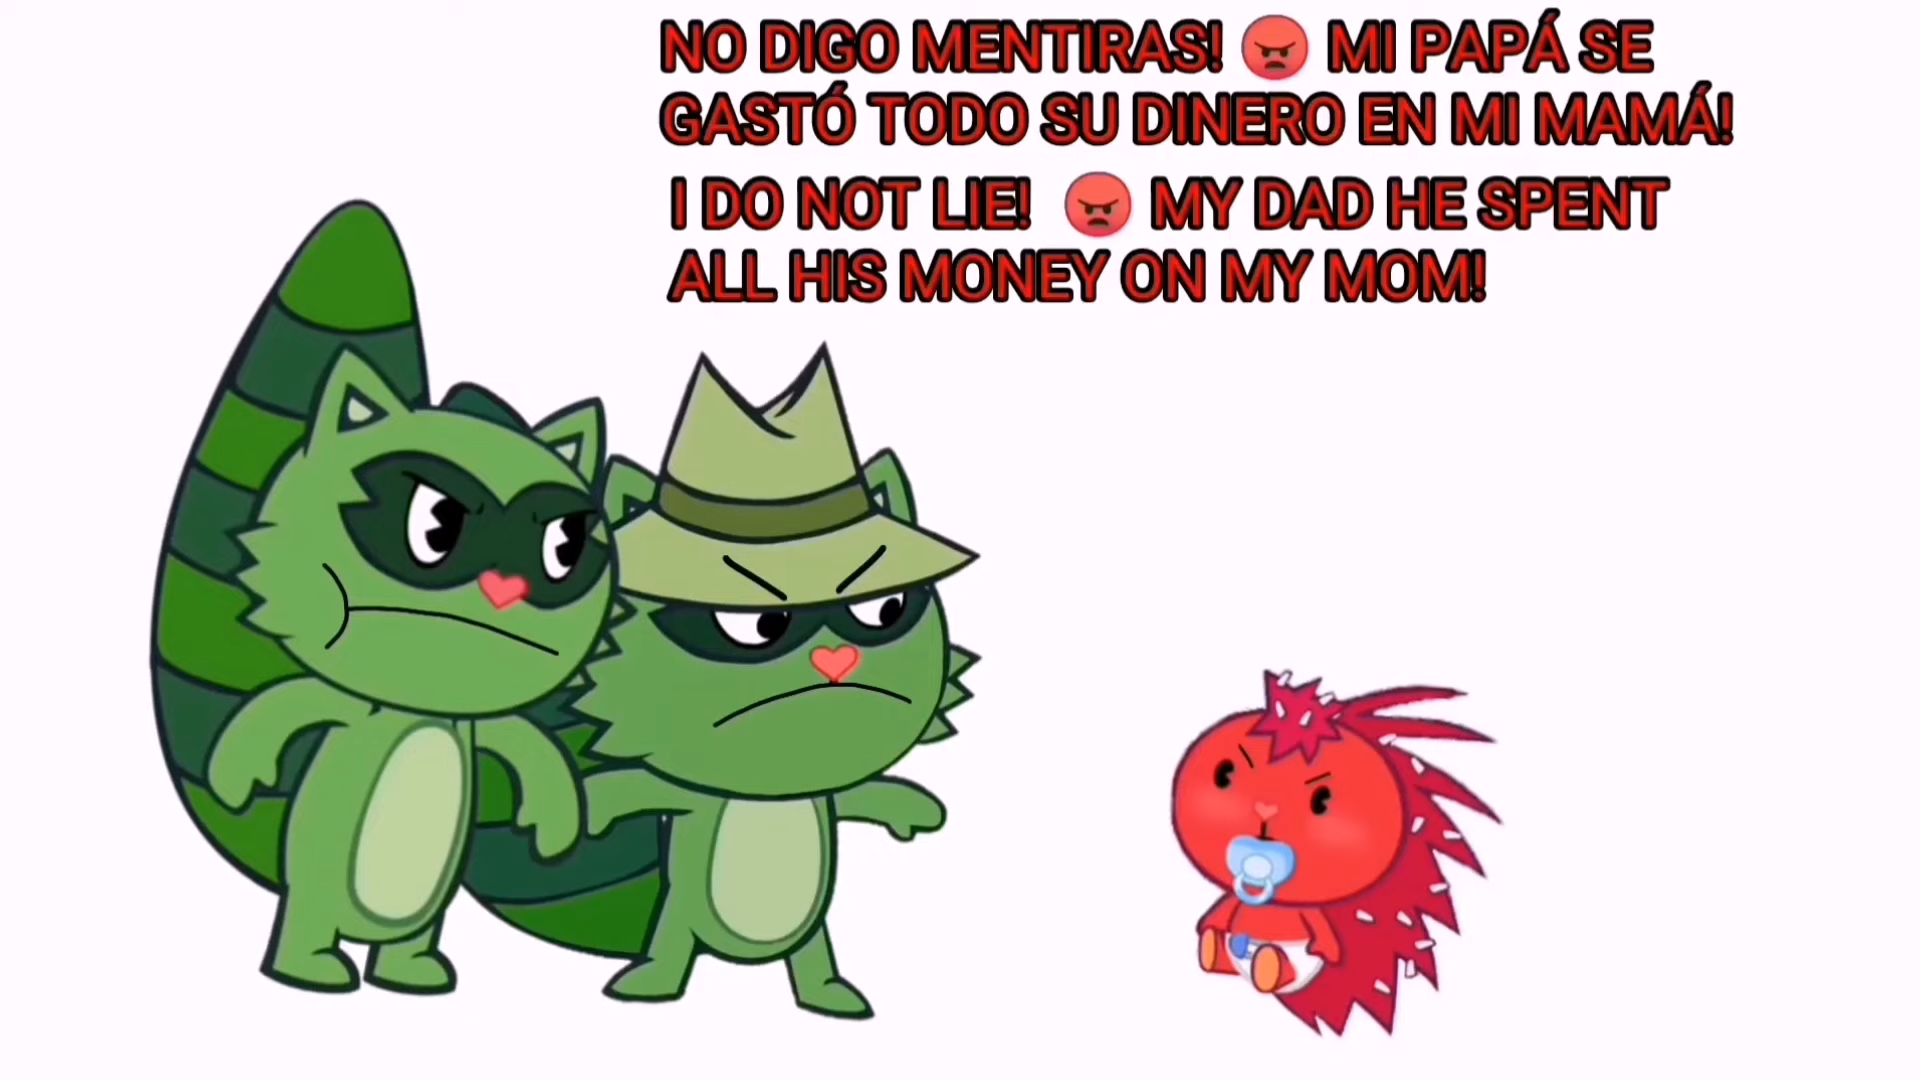 NO DIGO MENTIRAS! 😡 MI PAPÁ SE
GASTÓ TODO SU DINERO EN MI MAMÁ!
I DO NOT LIE! 😡 MY DAD HE SPENT
ALL HIS MONEY ON MY MOM!